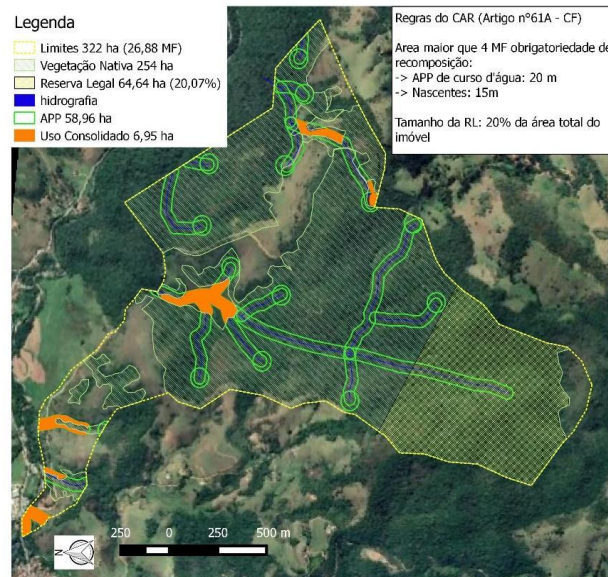 Legenda
Limites 322 ha (26,88 MF)
Vegetação Nativa 254 ha
Reserva Legal 64,64 ha (20,07%)
hidrografia
APP 58,96 ha
Uso Consolidado 6,95 ha
Regras do CAR (Artigo n°61A - CF)
Area maior que 4 MF obrigatoriedade de
recomposição:
-> APP de curso d'água: 20 m
-> Nascentes: 15m
Tamanho da RL: 20% da área total do
imóvel
250 0 250 500 m
N